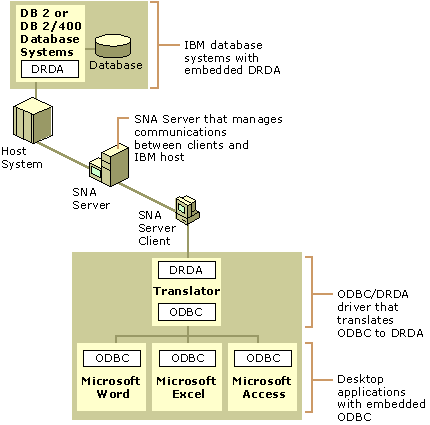 DB 2 or
DB 2/400
Database
Systems
DRDA
Database
IBM database
systems with
embedded DRDA
Host
System
SNA Server that manages
communications
between clients and
IBM host
SNA
Server
SNA
Server
Client
DRDA
Translator
ODBC
ODBC/DRDA
driver that
translates
ODBC to DRDA
ODBC
Microsoft
Word
ODBC
Microsoft
Excel
ODBC
Microsoft
Access
Desktop
applications
with embedded
ODBC